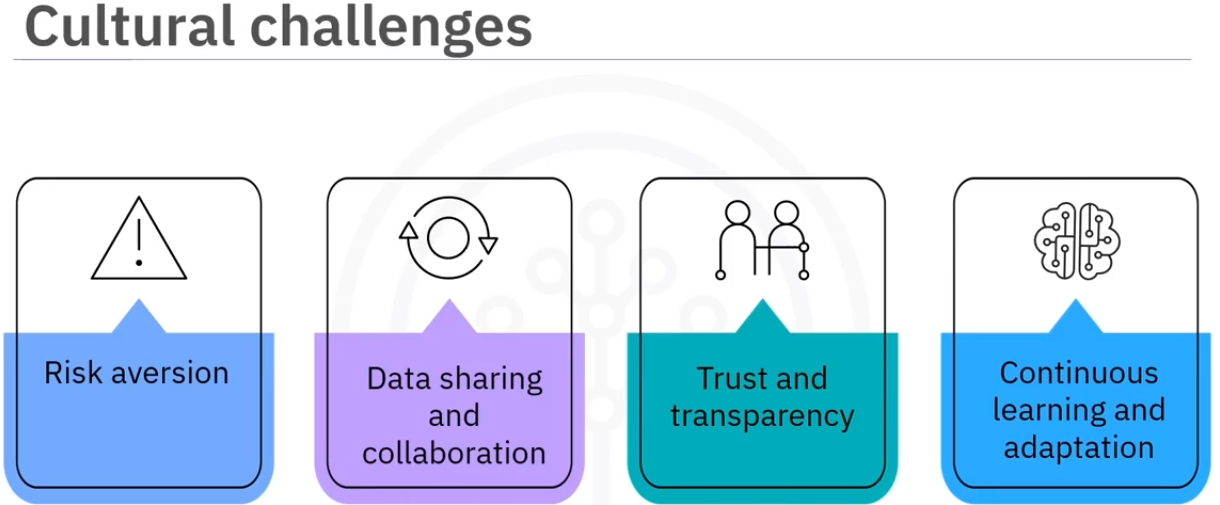 Cultural challenges
Risk aversion
Data sharing
and
collaboration
Trust and
transparency
Continuous
learning and
adaptation